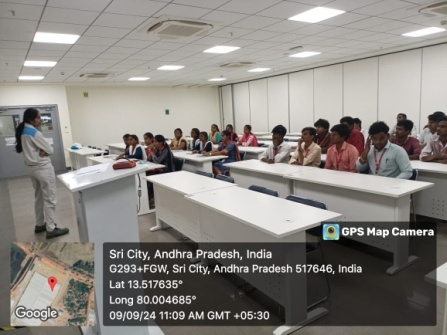 GPS Map Camera
Sri City, Andhra Pradesh, India
G293+FGW, Sri City, Andhra Pradesh 517646, India
Lat 13.517635°
Long 80.004685°
09/09/24 11:09 AM GMT +05:30
Google